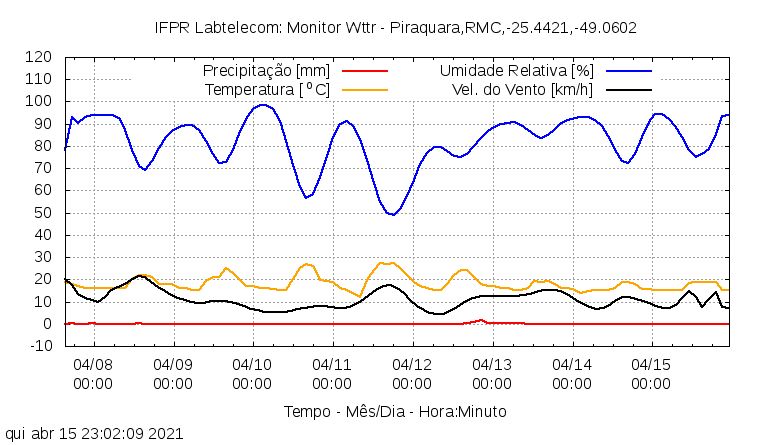 IFPR Labtelecom: Monitor Wttr - Piraquara,RMC,-25.4421,-49.0602
Precipitação [mm]
Temperatura [⁰C]
Umidade Relativa [%]
Vel. do Vento [km/h]
120
110
100
90
80
70
60
50
40
30
20
10
0
-10
04/08 04/09 04/10 04/11 04/12 04/13 04/14 04/15
00:00 00:00 00:00 00:00 00:00 00:00 00:00 00:00
Tempo - Mês/Dia - Hora:Minuto
qui abr 15 23:02:09 2021